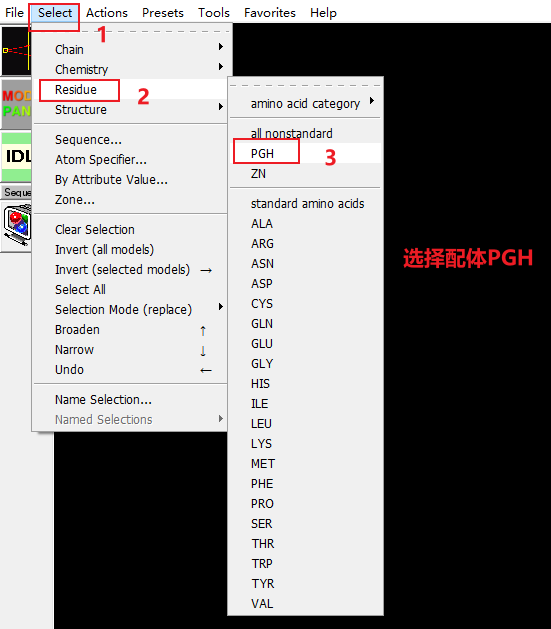 File Select Actions Presets Tools Favorites Help
1
Chain
Chemistry
Residue
2
Structure
Sequence...
Atom Specifier...
By Attribute Value...
Zone...
Clear Selection
Invert (all models)
Invert (selected models) →
Select All
Selection Mode (replace)
Broaden ↑
Narrow ↓
Undo ←
Name Selection...
Named Selections
amino acid category
all nonstandard
PGH
3
ZN
standard amino acids
ALA
ARG
ASN
ASP
CYS
GLN
GLU
GLY
HIS
ILE
LEU
LYS
MET
PHE
PRO
SER
THR
TRP
TYR
VAL
选择配体PGH
IDL
Seque